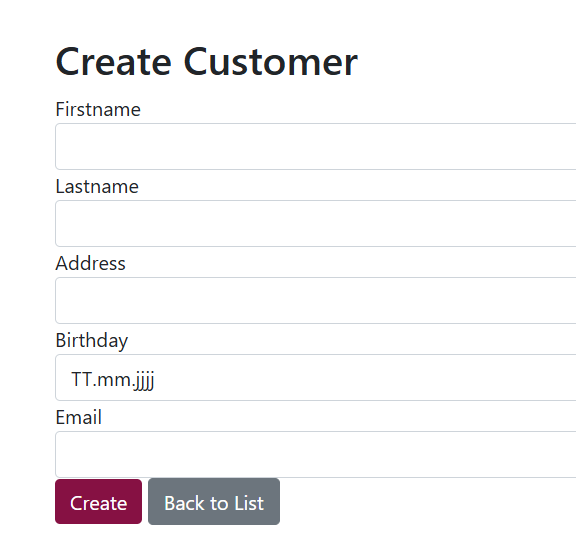 Create Customer
Firstname
Lastname
Address
Birthday
TT.mm.jjjj
Email
Create Back to List